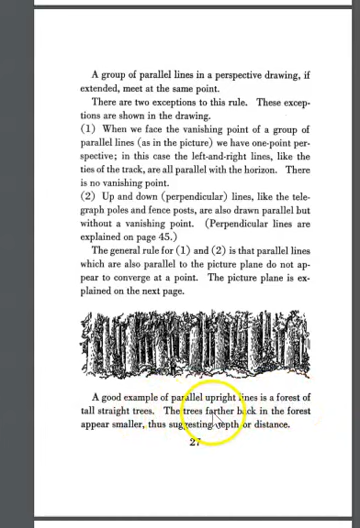 A group of parallel lines in a perspective drawing, if
extended, meet at the same point.
There are two exceptions to this rule. These excep-
tions are shown in the drawing.
(1) When we face the vanishing point of a group of
parallel lines (as in the picture) we have one-point per-
spective; in this case the left-and-right lines, like the
ties of the track, are all parallel with the horizon. There
is no vanishing point.
(2) Up and down (perpendicular) lines, like the tele-
graph poles and fence posts, are also drawn parallel but
without a vanishing point. (Perpendicular lines are
explained on page 45.)
The general rule for (1) and (2) is that parallel lines
which are also parallel to the picture plane do not ap-
pear to converge at a point. The picture plane is ex-
plained on the next page.
A good example of parallel upright lines is a forest of
tall straight trees. The trees farther back in the forest
appear smaller, thus suggesting depth or distance.
27